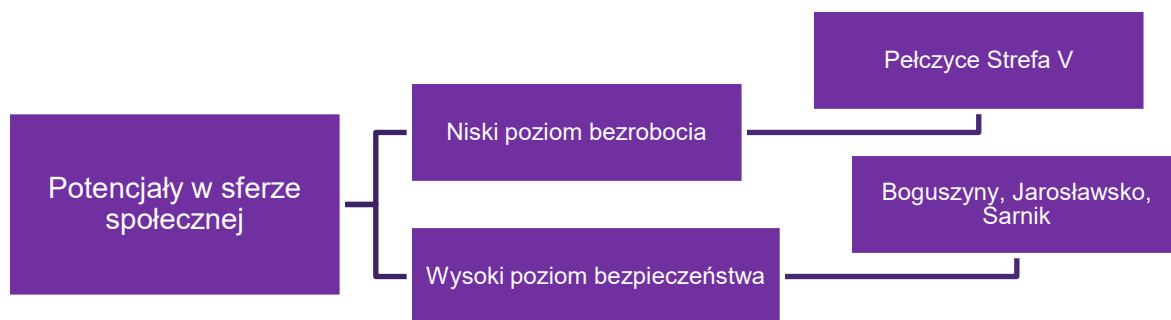 Pełczyce Strefa V
Niski poziom bezrobocia
Potencjały w sferze
społecznej
Boguszyny, Jarosławsko,
Sarnik
Wysoki poziom bezpieczeństwa